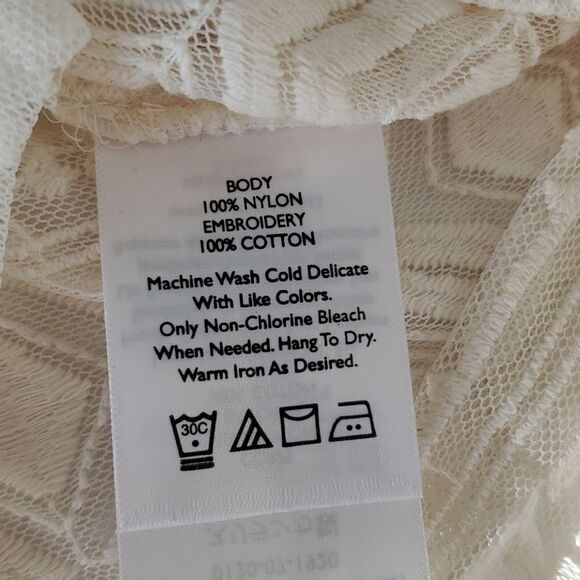 BODY
100% NYLON
EMBROIDERY
100% COTTON
Machine Wash Cold Delicate
With Like Colors.
Only Non-Chlorine Bleach
When Needed. Hang To Dry.
Warm Iron As Desired.
30C